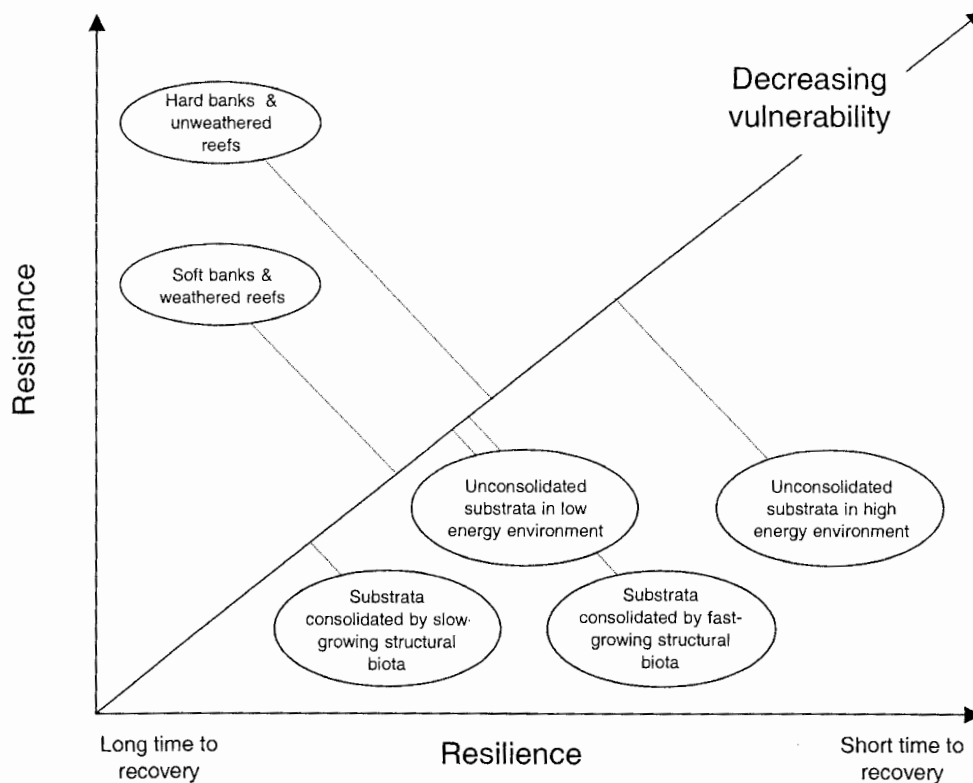 Hard banks &
unweathered
reefs
Decreasing
vulnerability
Soft banks &
weathered reefs
Resistance
Unconsolidated
substrata in low
energy environment
Unconsolidated
substrata in high
energy environment
Substrata
consolidated by slow-
growing structural
biota
Substrata
consolidated by fast-
growing structural
biota
Long time to
recovery
Resilience
Short time to
recovery